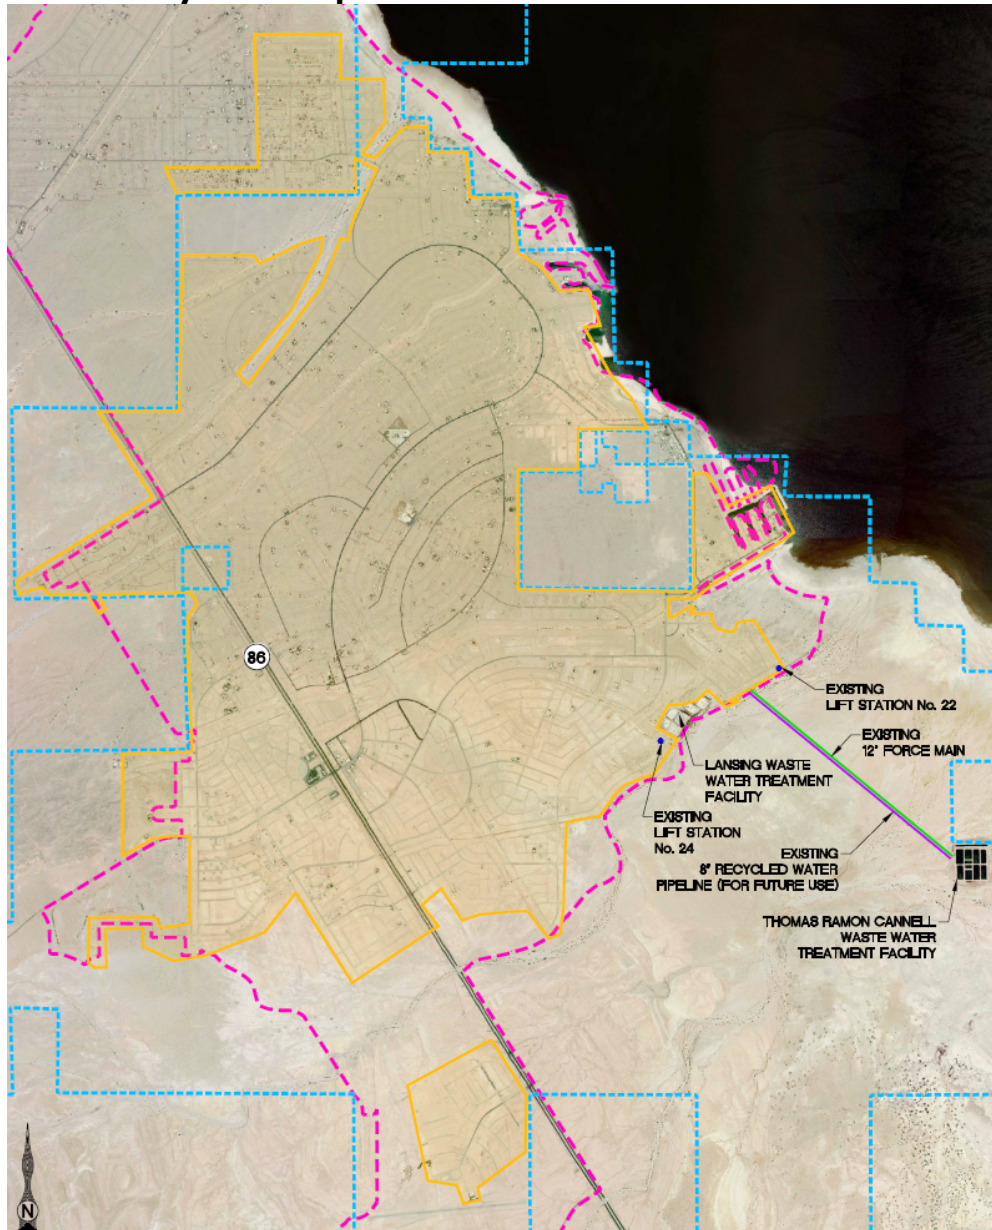 86
EXISTING
LIFT STATION No. 22
EXISTING
12" FORCE MAIN
LANSING WASTE
WATER TREATMENT
FACILITY
EXISTING
LIFT STATION
No. 24
EXISTING
8" RECYCLED WATER
PIPELINE (FOR FUTURE USE)
THOMAS RAMON CANNELL
WASTE WATER
TREATMENT FACILITY
N